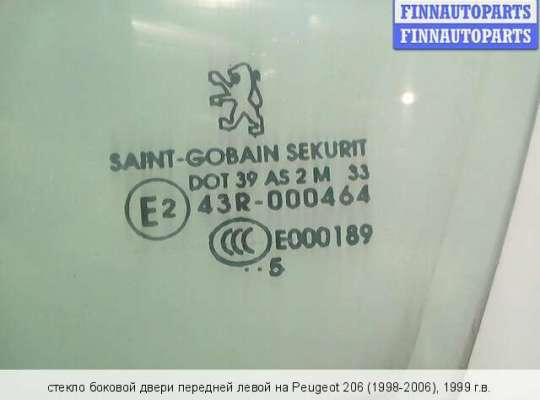 FINNAUTOPARTS
FINNAUTOPARTS
SAINT-GOBAIN SEKURIT
DOT 39 AS 2 M 33
E2 43R-000464
CCC E000189
..5
стекло боковой двери передней левой на Peugeot 206 (1998-2006), 1999 г.в.